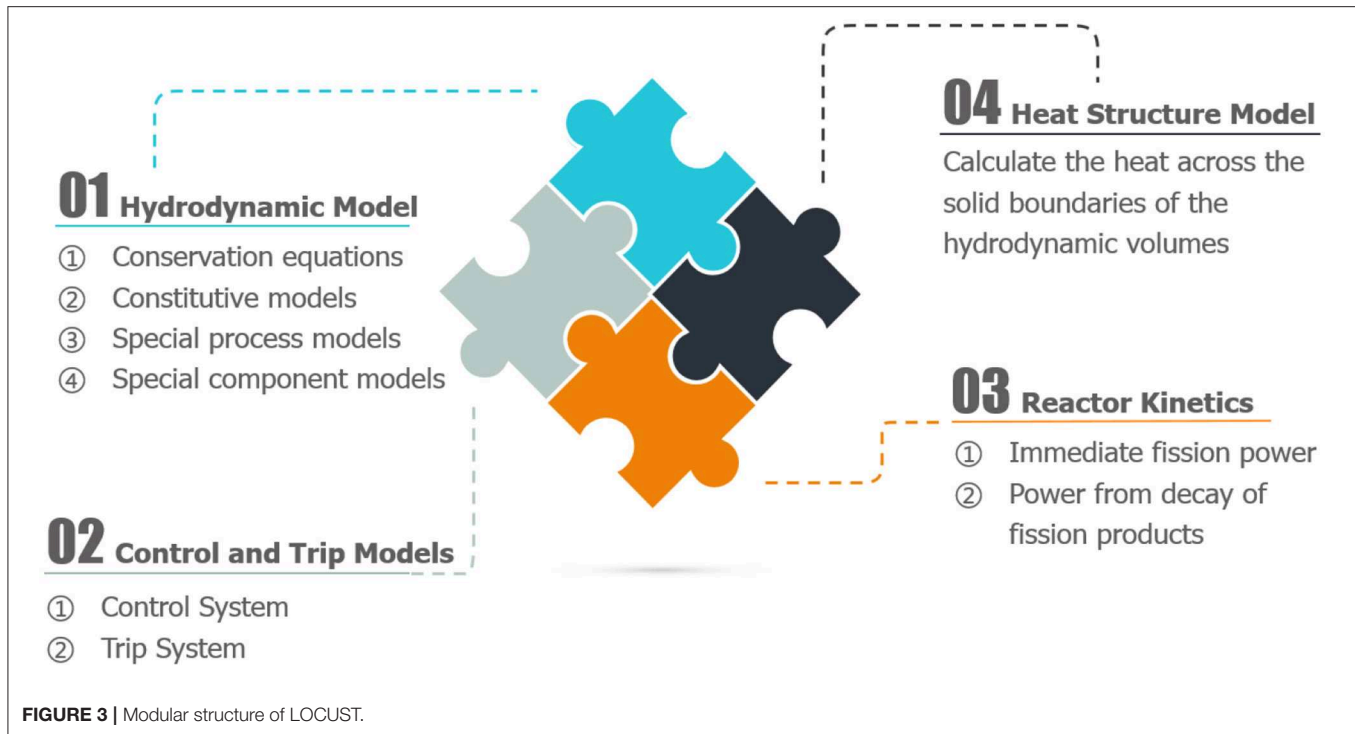 01 Hydrodynamic Model
① Conservation equations
② Constitutive models
③ Special process models
④ Special component models
02 Control and Trip Models
① Control System
② Trip System
04 Heat Structure Model
Calculate the heat across the
solid boundaries of the
hydrodynamic volumes
03 Reactor Kinetics
① Immediate fission power
② Power from decay of
fission products
FIGURE 3 | Modular structure of LOCUST.